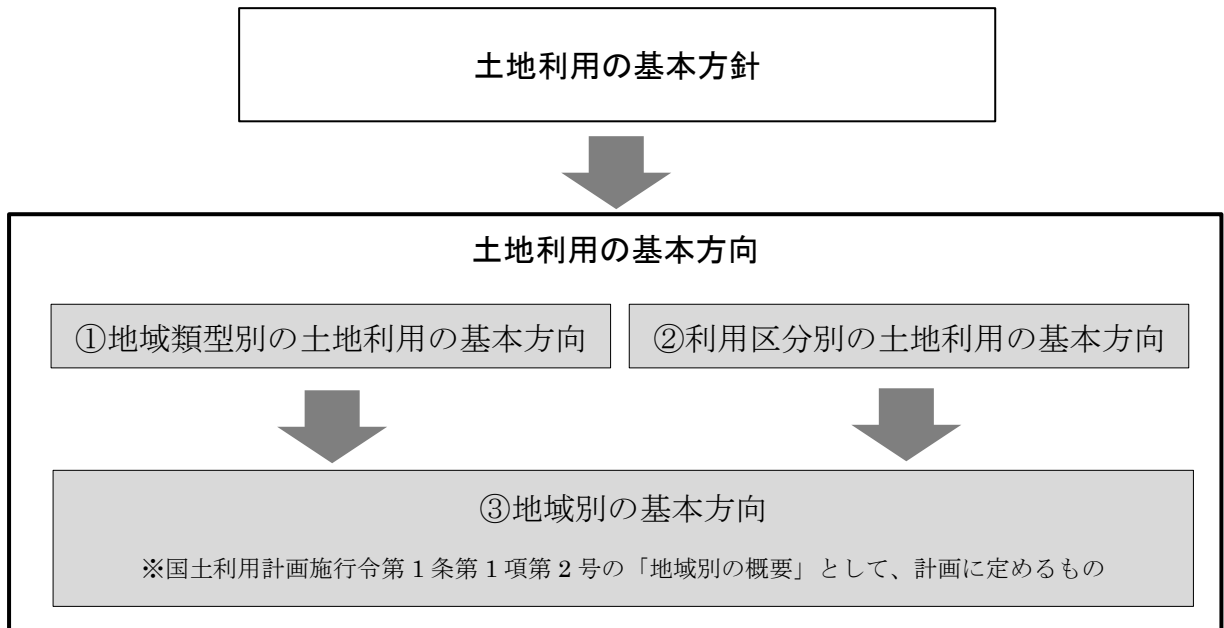 土地利用の基本方針
土地利用の基本方向
①地域類型別の土地利用の基本方向
②利用区分別の土地利用の基本方向
③地域別の基本方向
※国土利用計画施行令第1条第1項第2号の「地域別の概要」として、計画に定めるもの